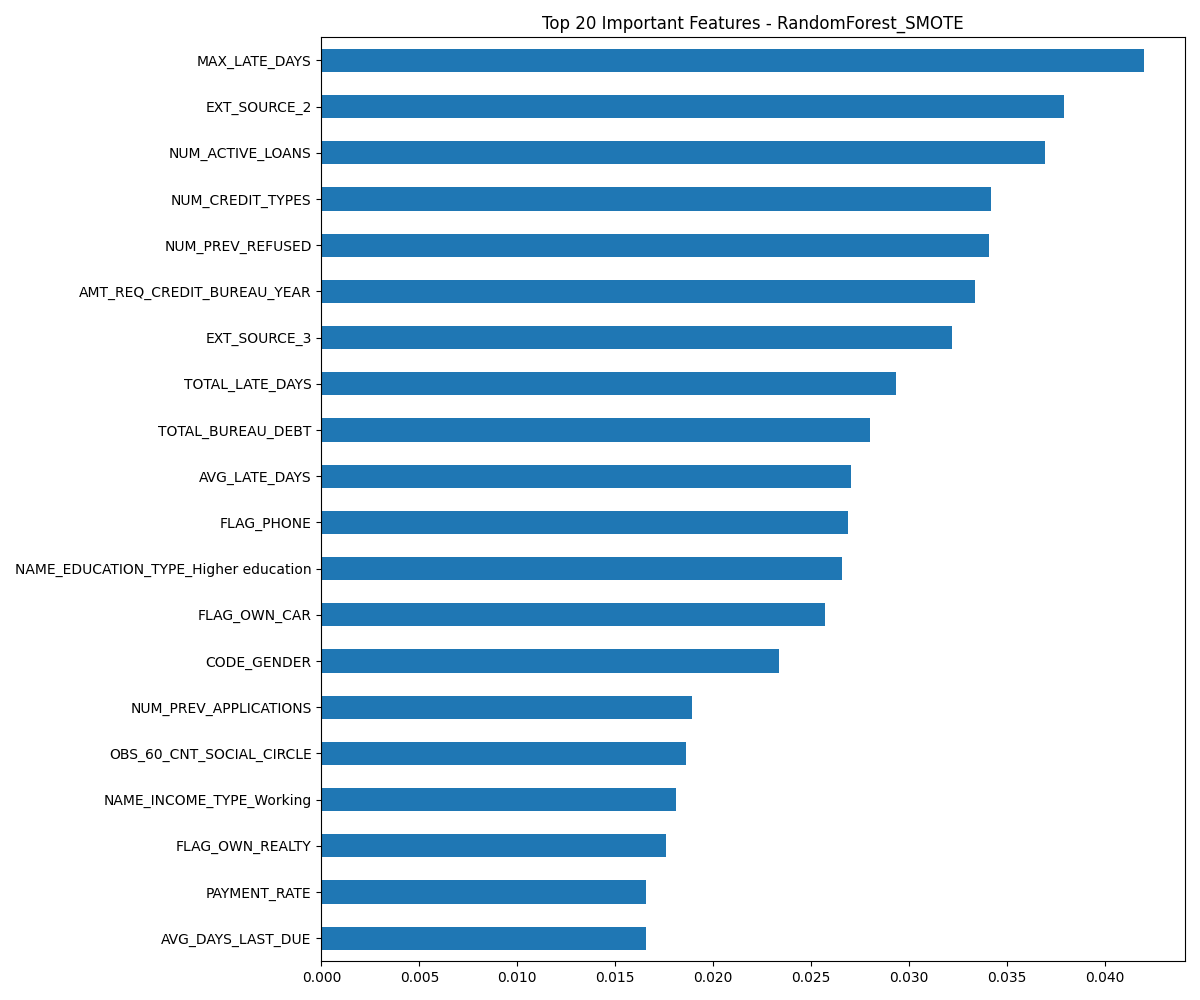 Top 20 Important Features - RandomForest_SMOTE
MAX_LATE_DAYS
EXT_SOURCE_2
NUM_ACTIVE_LOANS
NUM_CREDIT_TYPES
NUM_PREV_REFUSED
AMT_REQ_CREDIT_BUREAU_YEAR
EXT_SOURCE_3
TOTAL_LATE_DAYS
TOTAL_BUREAU_DEBT
AVG_LATE_DAYS
FLAG_PHONE
NAME_EDUCATION_TYPE_Higher education
FLAG_OWN_CAR
CODE_GENDER
NUM_PREV_APPLICATIONS
OBS_60_CNT_SOCIAL_CIRCLE
NAME_INCOME_TYPE_Working
FLAG_OWN_REALTY
PAYMENT_RATE
AVG_DAYS_LAST_DUE
0.000 0.005 0.010 0.015 0.020 0.025 0.030 0.035 0.040